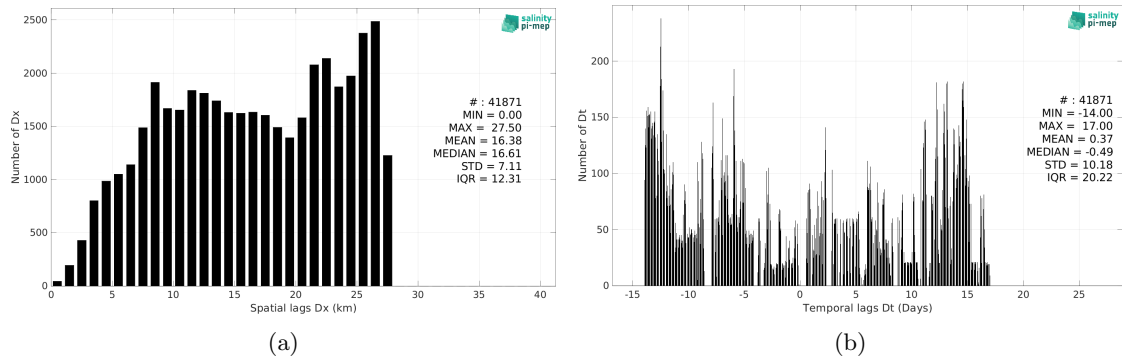 2500
2000
1500
1000
500
0
Number of Dx
0 5 10 15 20 25 30 35 40
Spatial lags Dx (km)
salinity
pi-mep
# : 41871
MIN = 0.00
MAX = 27.50
MEAN = 16.38
MEDIAN = 16.61
STD = 7.11
IQR = 12.31
(a)
200
150
100
50
0
Number of Dt
-15 -10 -5 0 5 10 15 20 25
Temporal lags Dt (Days)
salinity
pi-mep
# : 41871
MIN = -14.00
MAX = 17.00
MEAN = 0.37
MEDIAN = -0.49
STD = 10.18
IQR = 20.22
(b)